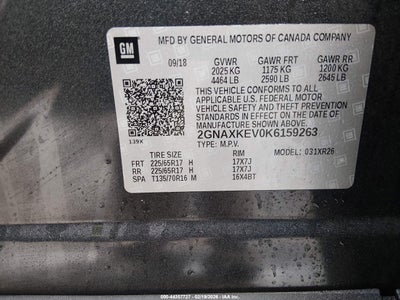 GM
MFD BY GENERAL MOTORS OF CANADA COMPANY
09/18 GVWR GAWR FRT GAWR RR
2025 KG 1175 KG 1200 KG
4464 LB 2590 LB 2645 LB
THIS VEHICLE CONFORMS TO ALL
APPLICABLE U.S. FEDERAL MOTOR
VEHICLE SAFETY AND THEFT
PREVENTION STANDARDS IN EFFECT
ON THE DATE OF MANUFACTURE
SHOWN ABOVE.
2GNAXKEV0K6159263
TYPE: M.P.V. MODEL: 031XR26
139X
TIRE SIZE RIM
FRT 225/65R17 H 17X7J
RR 225/65R17 H 17X7J
SPA T135/70R16 M 16X4BT
000-44357727 - 02/19/2026 - IAA Inc.